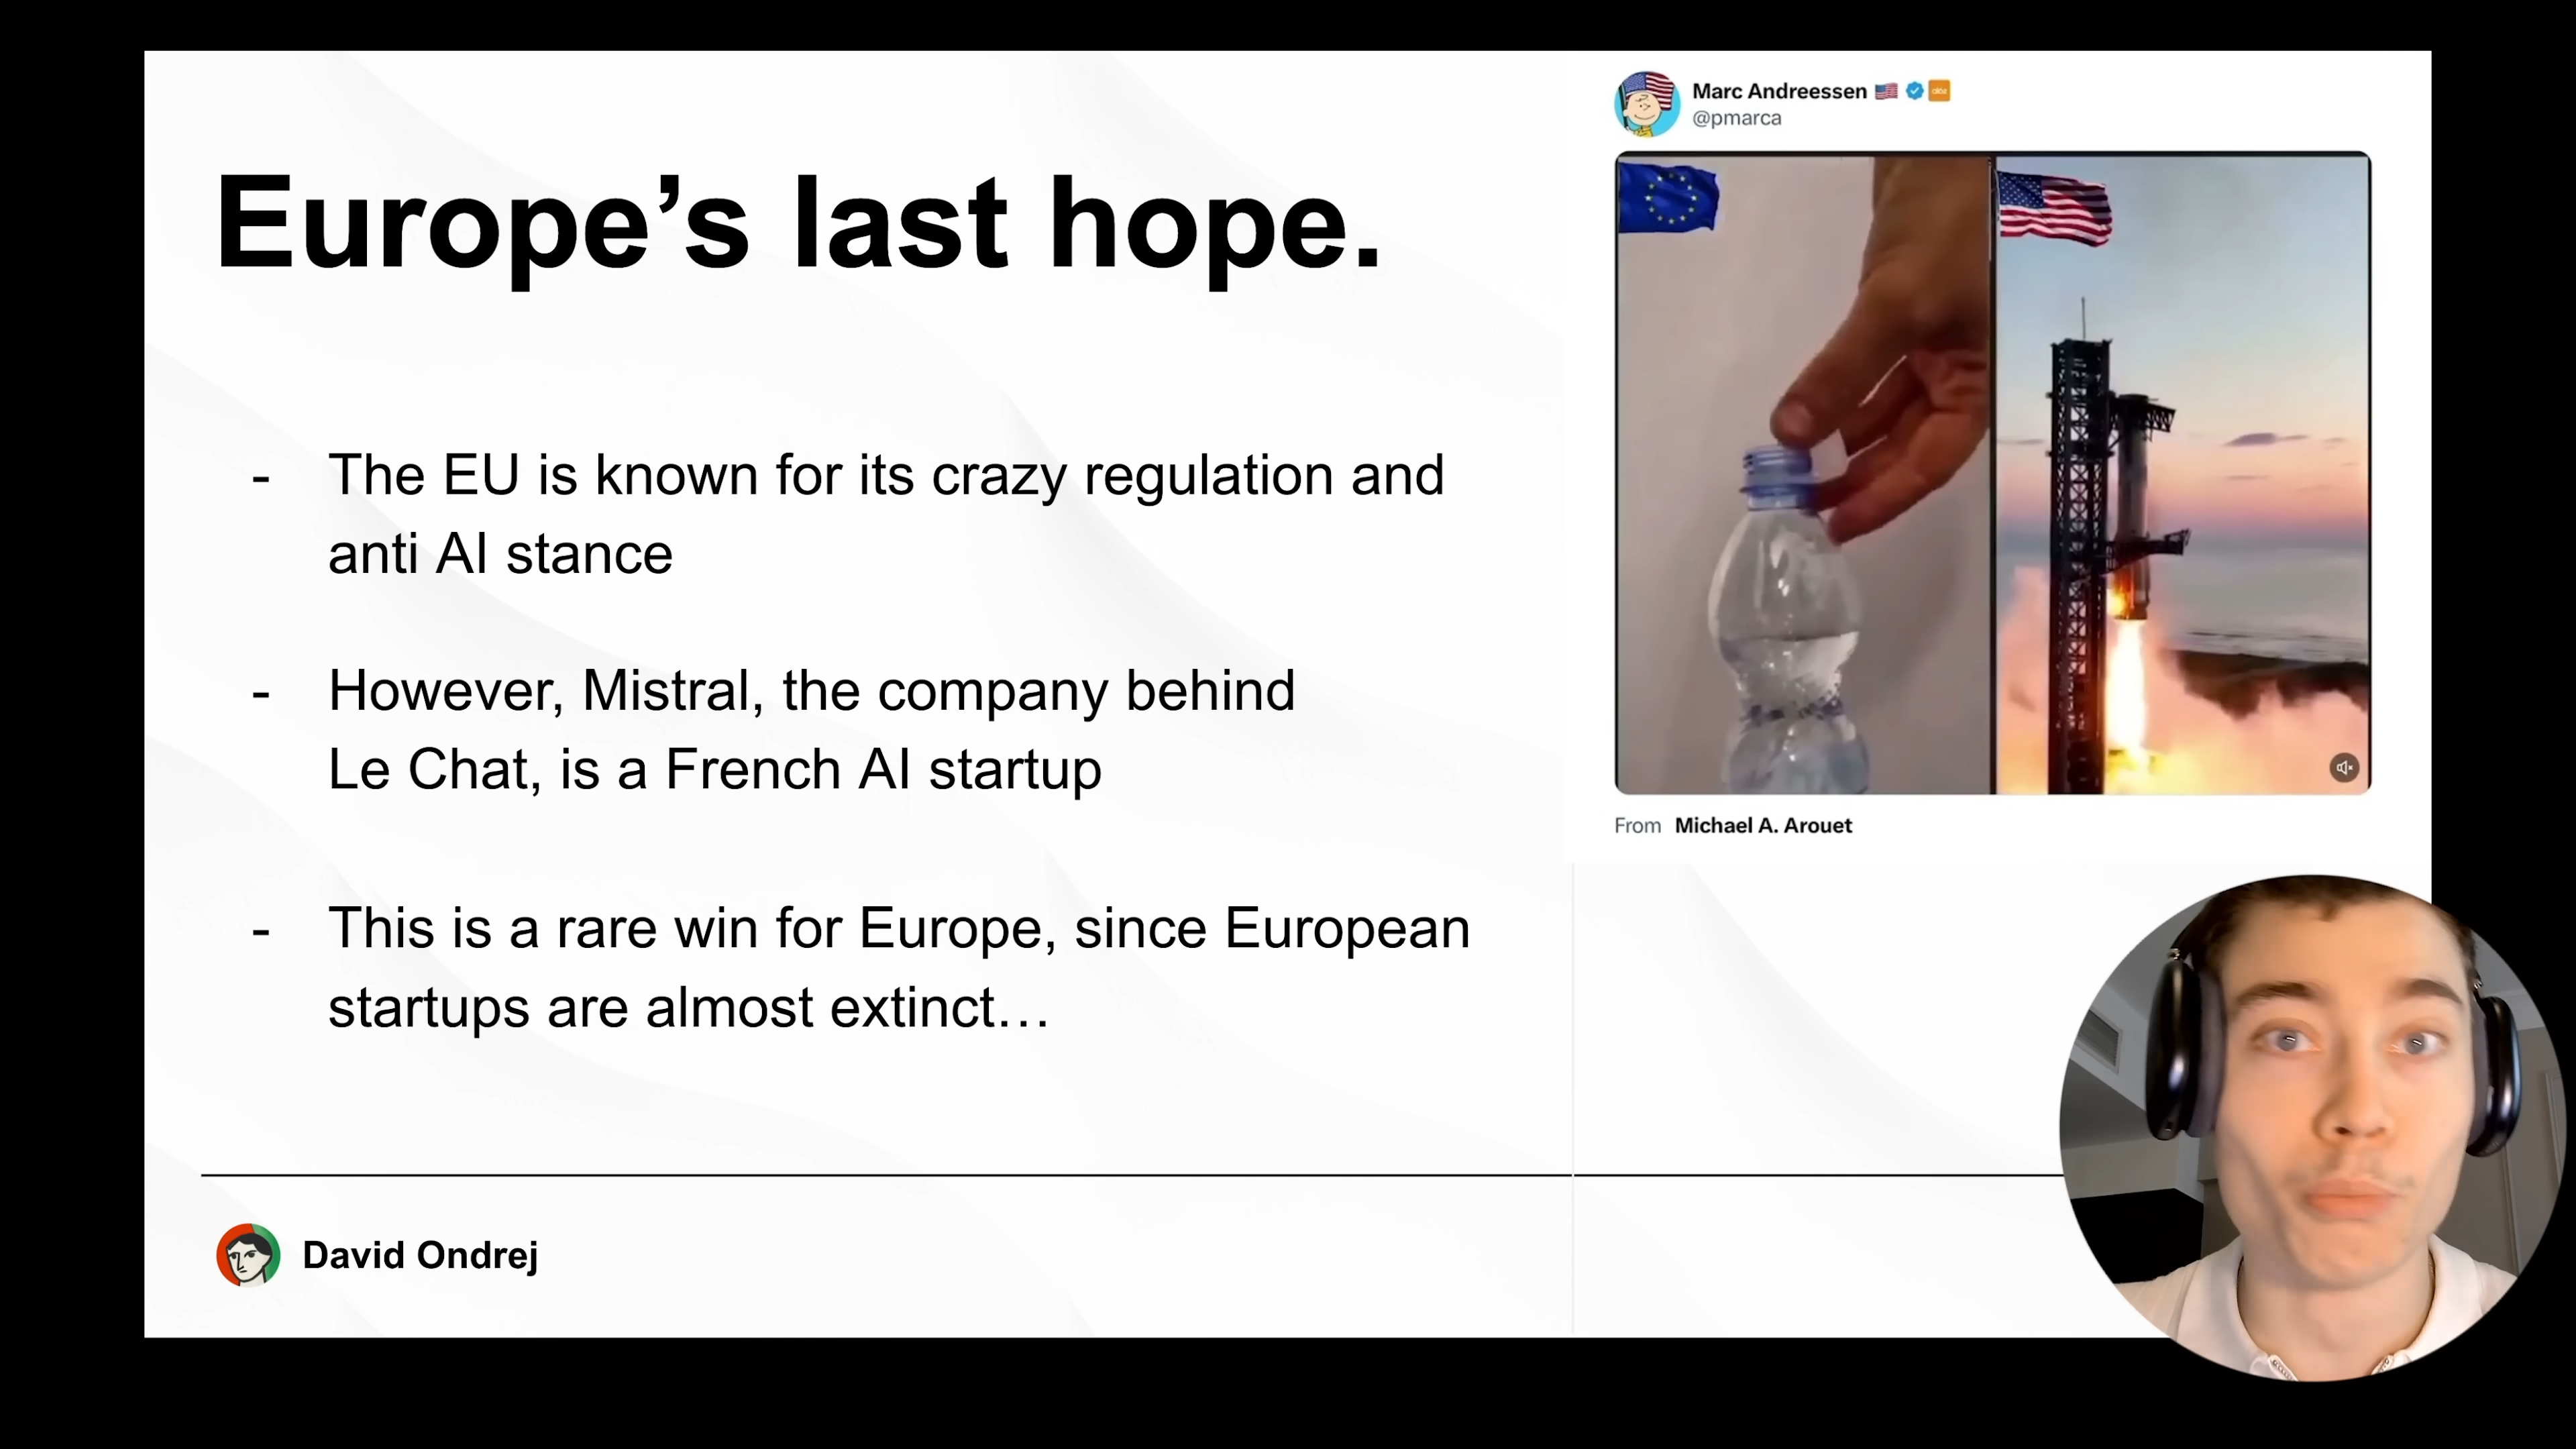 Europe’s last hope.
- The EU is known for its crazy regulation and
anti AI stance
- However, Mistral, the company behind
Le Chat, is a French AI startup
- This is a rare win for Europe, since European
startups are almost extinct…
David Ondrej
Marc Andreessen 🇺🇸
@pmarca
From Michael A. Arouet